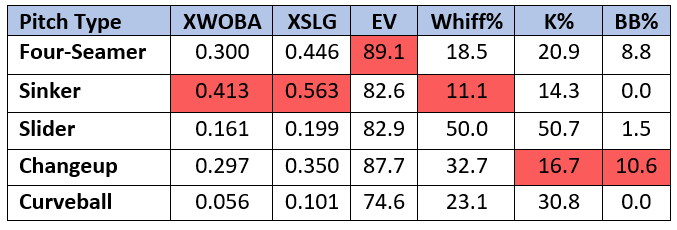 Pitch Type XWOBA XSLG EV Whiff% K% BB%
Four-Seamer 0.300 0.446 89.1 18.5 20.9 8.8
Sinker 0.413 0.563 82.6 11.1 14.3 0.0
Slider 0.161 0.199 82.9 50.0 50.7 1.5
Changeup 0.297 0.350 87.7 32.7 16.7 10.6
Curveball 0.056 0.101 74.6 23.1 30.8 0.0